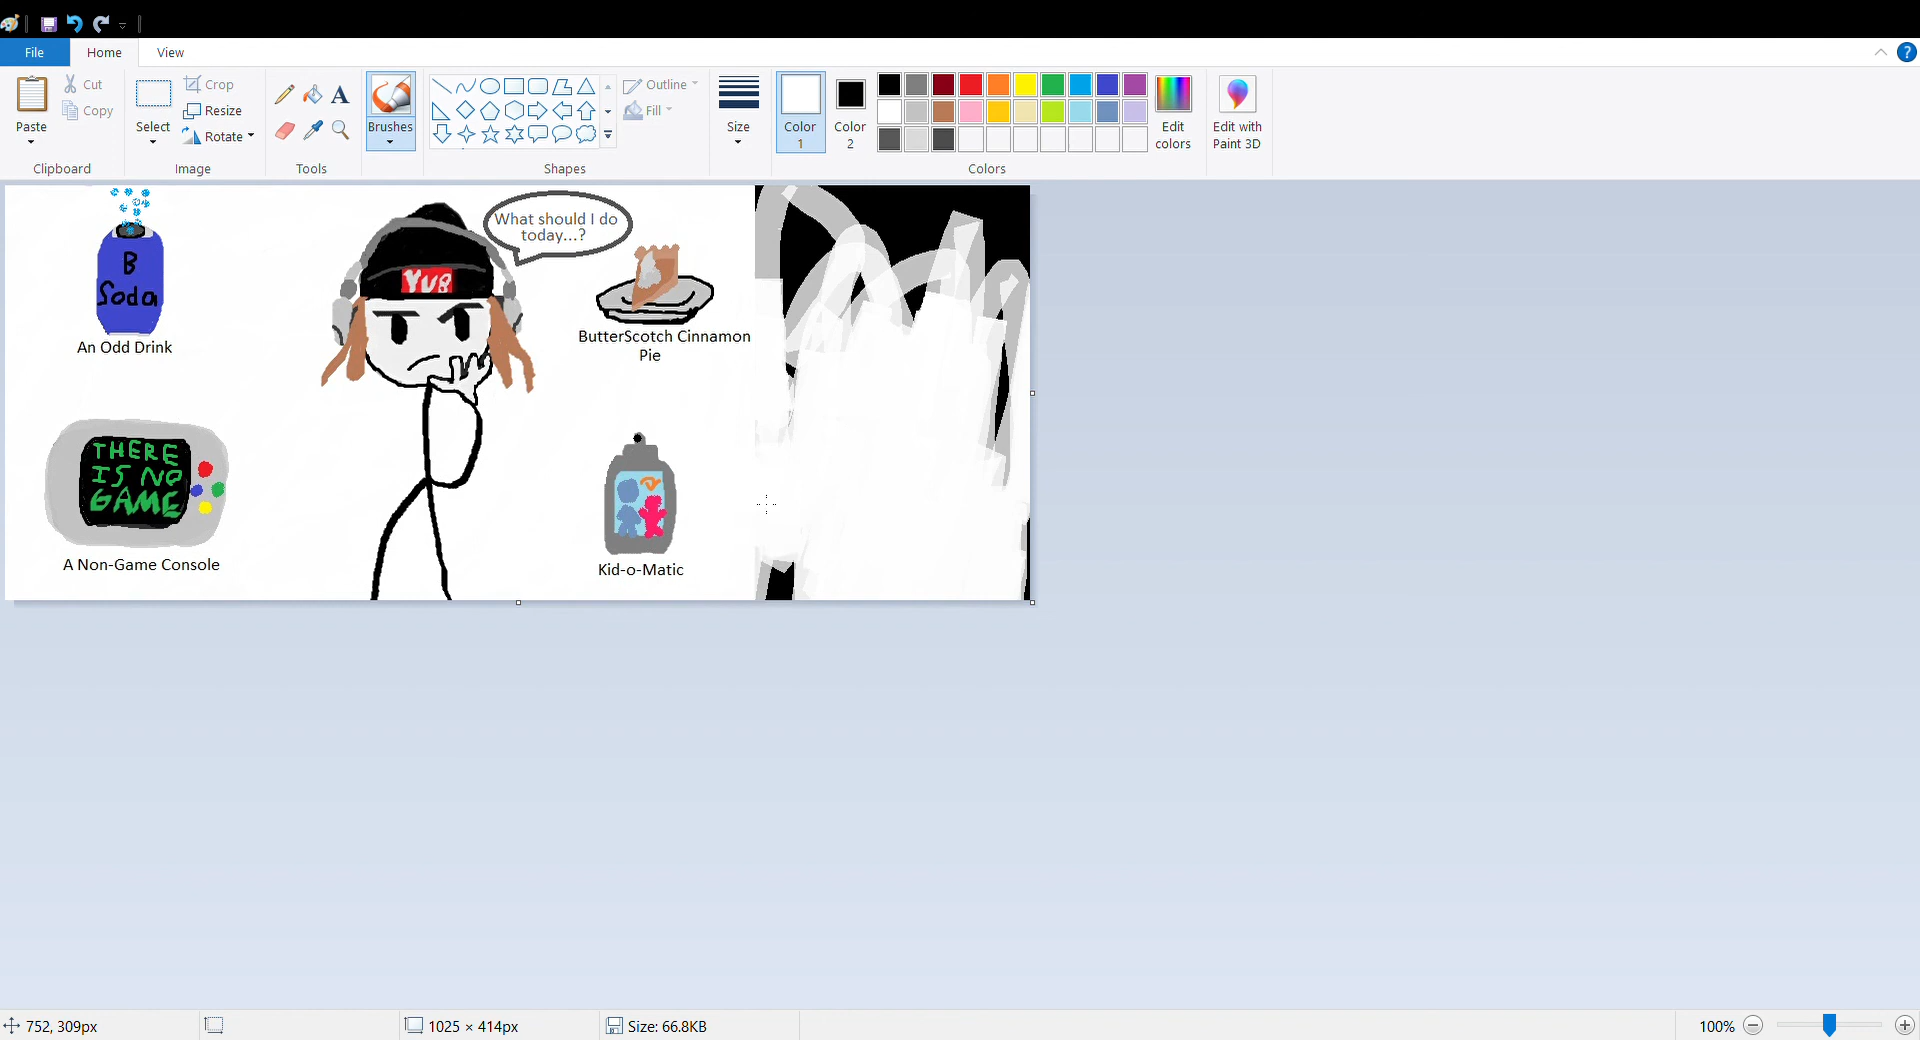 File Home View
Paste
Cut
Copy
Clipboard
Select
Crop
Resize
Rotate
Image
Tools
Brushes
Shapes
Outline
Fill
Size
Color
1
Color
2
Colors
Edit
colors
Edit with
Paint 3D
What should I do
today...?
B
Soda
An Odd Drink
YUB
ButterScotch Cinnamon
Pie
THERE
IS NO
GAME
A Non-Game Console
Kid-o-Matic
752, 309px
1025 × 414px
Size: 66.8KB
100%